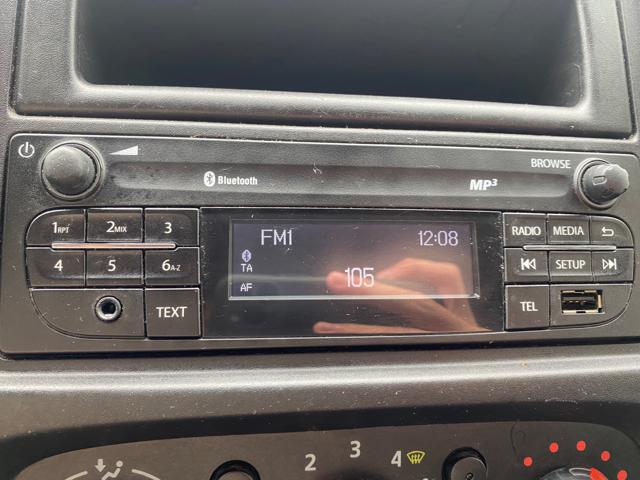 Bluetooth
MP3
BROWSE
1RPT 2MIX 3
4 5 6A-Z
TEXT
FM1 12:08
TA
105
AF
RADIO MEDIA
SETUP
TEL
2 3 4